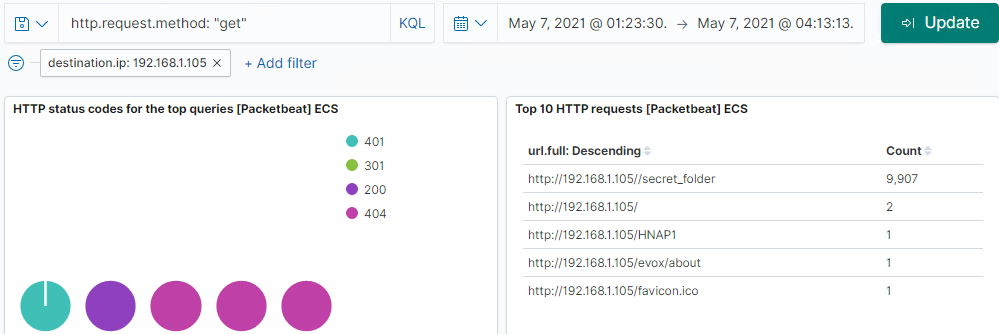 http.request.method: "get" KQL May 7, 2021 @ 01:23:30. → May 7, 2021 @ 04:13:13. Update
destination.ip: 192.168.1.105 × + Add filter
HTTP status codes for the top queries [Packetbeat] ECS
401
301
200
404
Top 10 HTTP requests [Packetbeat] ECS
url.full: Descending Count
http://192.168.1.105//secret_folder 9,907
http://192.168.1.105/ 2
http://192.168.1.105/HNAP1 1
http://192.168.1.105/evox/about 1
http://192.168.1.105/favicon.ico 1